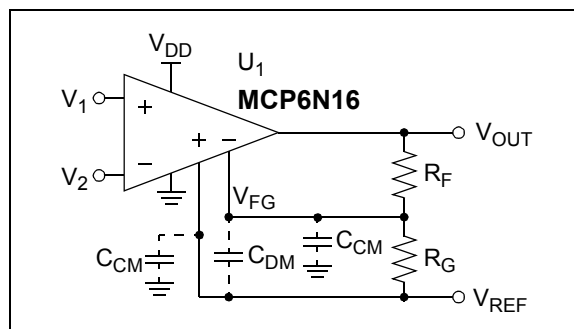 V_DD
U_1
MCP6N16
V_1
+
+
−
V_OUT
V_2
−
R_F
V_FG
C_CM
C_CM
C_DM
R_G
V_REF